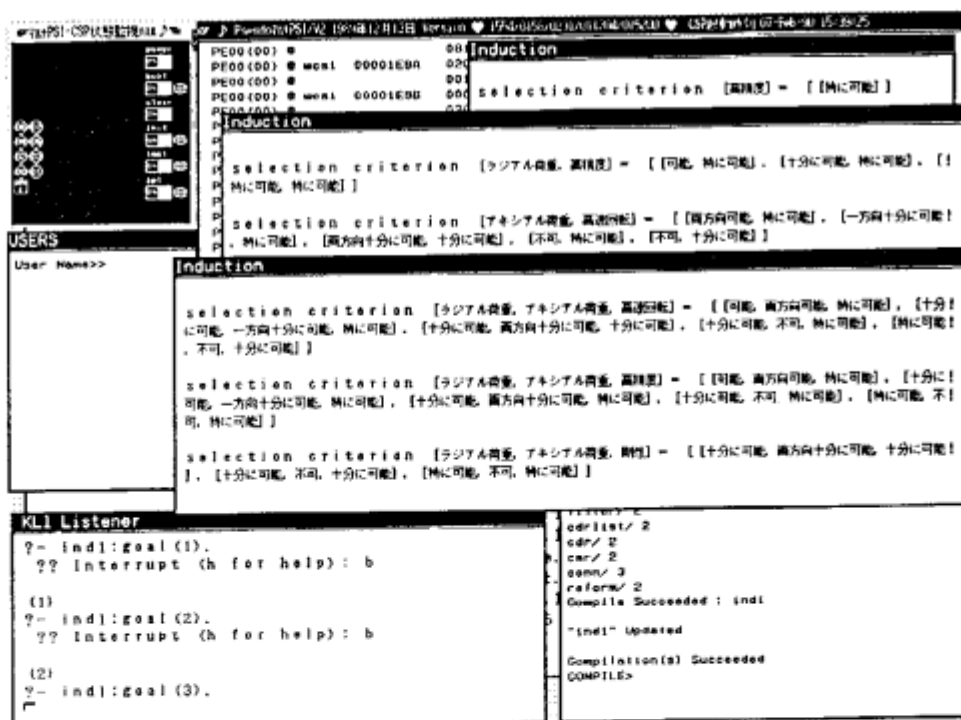 PE00(00)
PE00(00) @ wcs1 00001EBA
PE00(00)
PE00(00) @ wcs1 00001EBB
Induction
selection criterion [高精度] = [ [特に可能] ]
Induction
selection criterion [ラジアル荷重, 高精度] = [ [可能, 特に可能] , [十分に可能, 特に可能] , [!
特に可能, 特に可能] ]
selection criterion [アキシアル荷重, 高速回転] = [ [両方向可能, 特に可能] , [一方向十分に可能!
, 特に可能] , [両方向十分に可能, 十分に可能] , [不可, 特に可能] , [不可, 十分に可能] ]
USERS
User Name>>
Induction
selection criterion [ラジアル荷重, アキシアル荷重, 高速回転] = [ [可能, 両方向可能, 特に可能] , [十分!
に可能, 一方向十分に可能, 特に可能] , [十分に可能, 両方向十分に可能, 十分に可能] , [十分に可能, 不可, 特に可能] , [特に可能!
, 不可, 十分に可能] ]
selection criterion [ラジアル荷重, アキシアル荷重, 高精度] = [ [可能, 両方向可能, 特に可能] , [十分に!
可能, 一方向十分に可能, 特に可能] , [十分に可能, 両方向十分に可能, 特に可能] , [十分に可能, 不可, 特に可能] , [特に可能, 不!
可, 特に可能] ]
selection criterion [ラジアル荷重, アキシアル荷重, 剛性] = [ [十分に可能, 両方向十分に可能, 十分に可能!
] , [十分に可能, 不可, 十分に可能] , [特に可能, 不可, 特に可能] ]
KL1 Listener
?- ind1:goal(1).
?? Interrupt (h for help): b
(1)
?- ind1:goal(2).
?? Interrupt (h for help): b
(2)
?- ind1:goal(3).
cdrlist/ 2
cdr/ 2
car/ 2
conn/ 3
reform/ 2
Compile Succeeded : ind1
"ind1" Updated
Compilation(s) Succeeded
COMPILE>